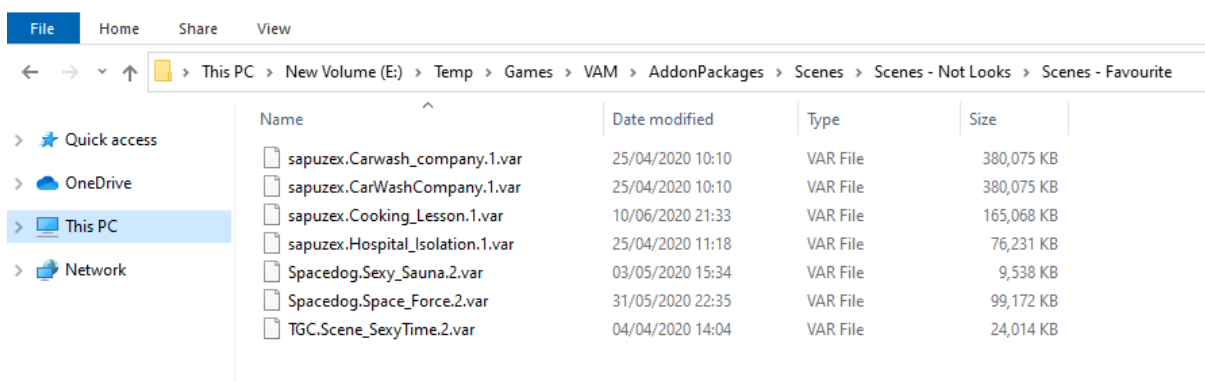 File Home Share View
This PC > New Volume (E:) > Temp > Games > VAM > AddonPackages > Scenes > Scenes - Not Looks > Scenes - Favourite
Name Date modified Type Size
Quick access
OneDrive
This PC
Network
sapuzex.Carwash_company.1.var 25/04/2020 10:10 VAR File 380,075 KB
sapuzex.CarWashCompany.1.var 25/04/2020 10:10 VAR File 380,075 KB
sapuzex.Cooking_Lesson.1.var 10/06/2020 21:33 VAR File 165,068 KB
sapuzex.Hospital_Isolation.1.var 25/04/2020 11:18 VAR File 76,231 KB
Spacedog.Sexy_Sauna.2.var 03/05/2020 15:34 VAR File 9,538 KB
Spacedog.Space_Force.2.var 31/05/2020 22:35 VAR File 99,172 KB
TGC.Scene_SexyTime.2.var 04/04/2020 14:04 VAR File 24,014 KB